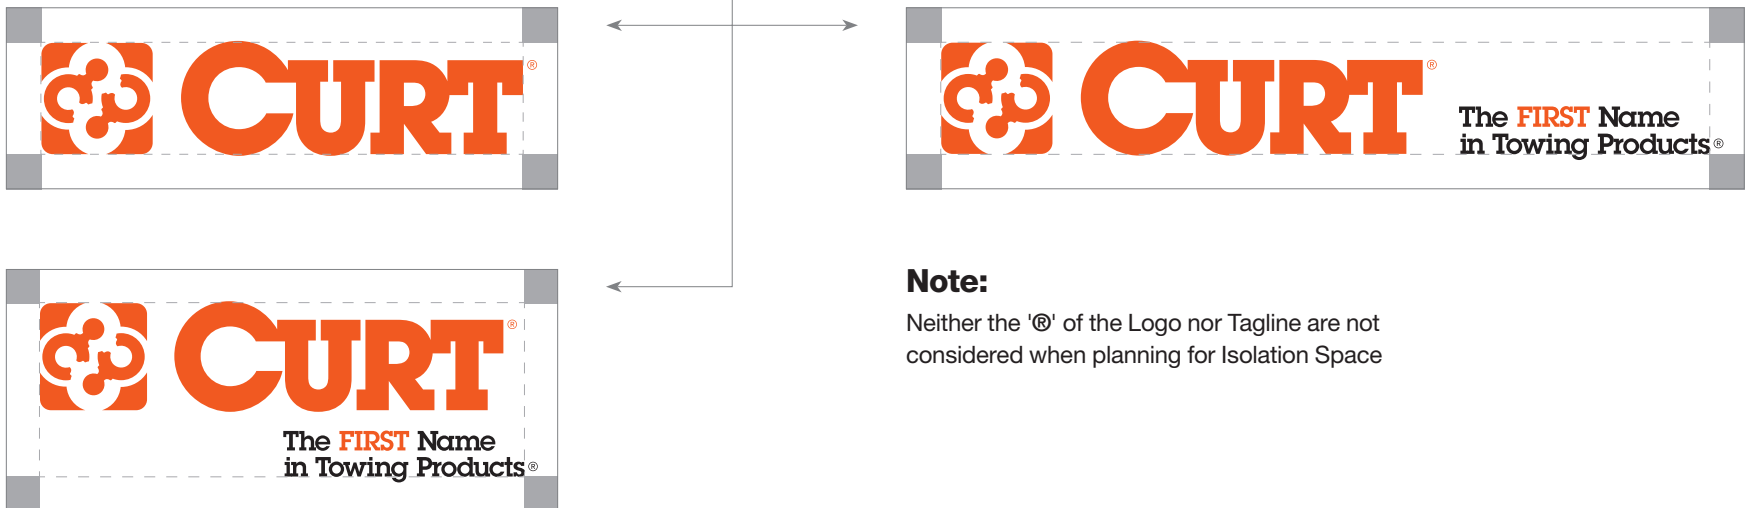 CURT®
CURT®
The FIRST Name
in Towing Products®
CURT®
The FIRST Name
in Towing Products®
Note:
Neither the '®' of the Logo nor Tagline are not
considered when planning for Isolation Space